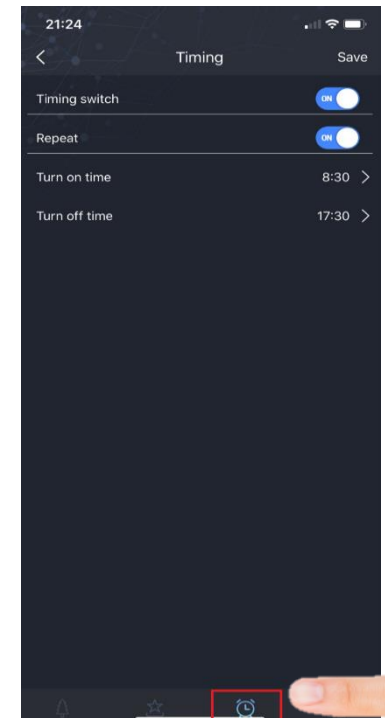 21:24
Timing Save
Timing switch ON
Repeat ON
Turn on time 8:30
Turn off time 17:30